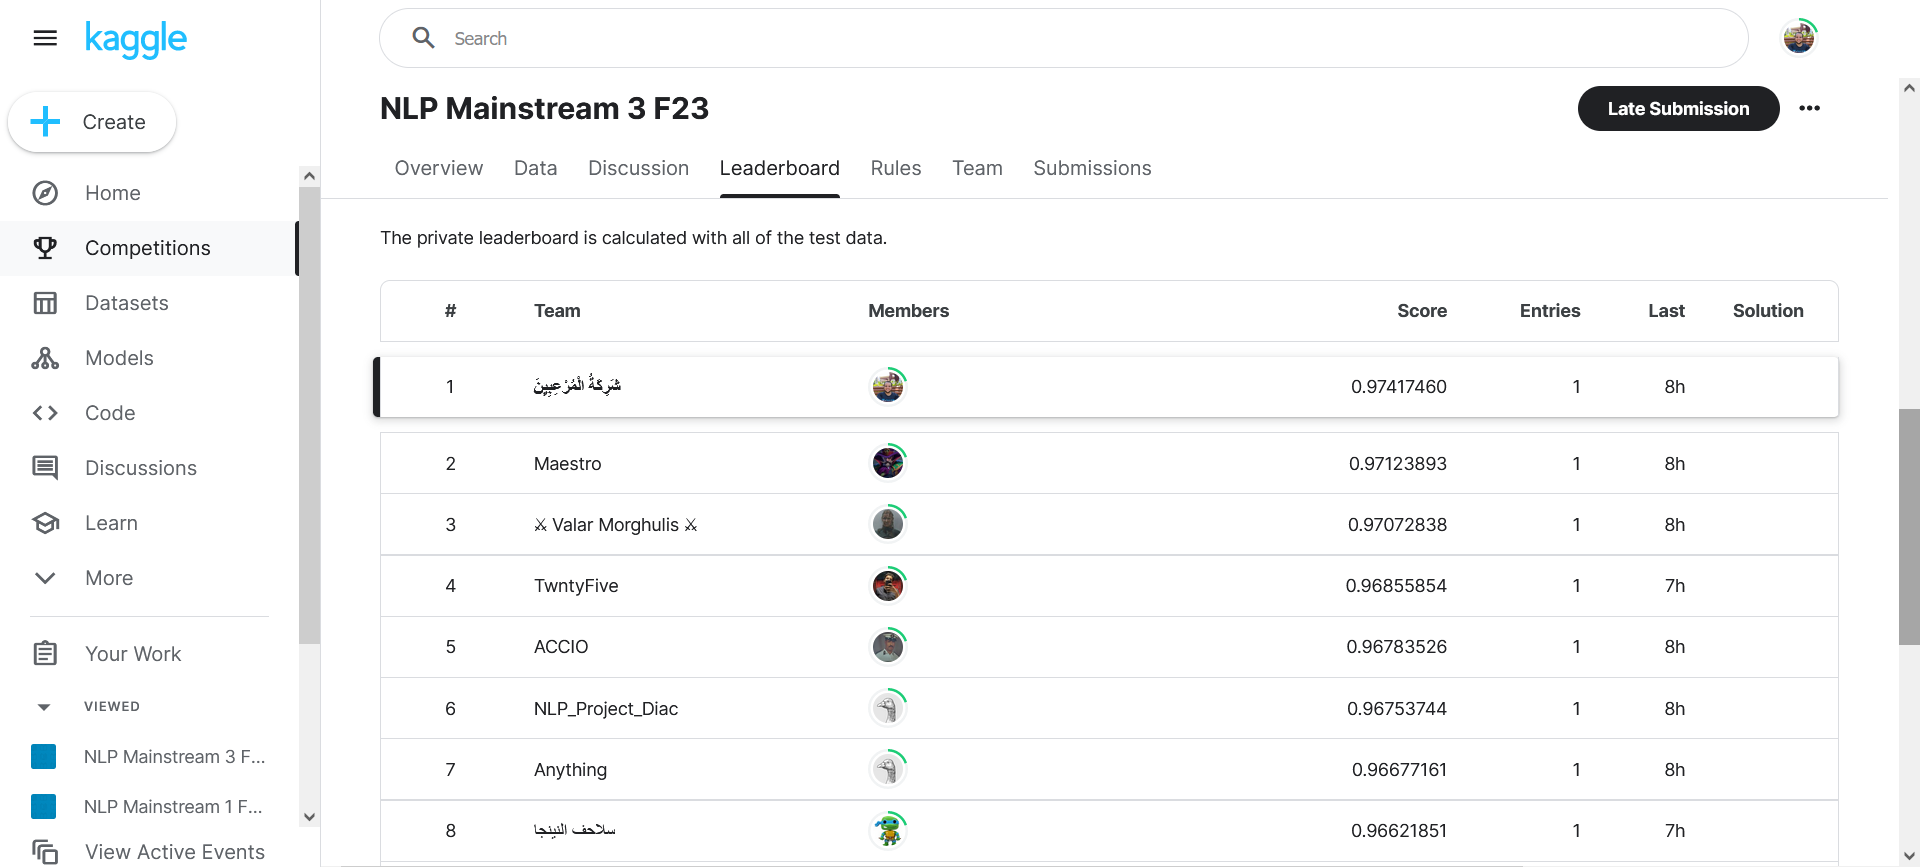 kaggle
Search
Create
Home
Competitions
Datasets
Models
Code
Discussions
Learn
More
Your Work
VIEWED
NLP Mainstream 3 F...
NLP Mainstream 1 F...
View Active Events
NLP Mainstream 3 F23
Late Submission
Overview Data Discussion Leaderboard Rules Team Submissions
The private leaderboard is calculated with all of the test data.
# Team Members Score Entries Last Solution
1 شَرِكَةُ الْمُرْعِبِينَ 0.97417460 1 8h
2 Maestro 0.97123893 1 8h
3 ⚔ Valar Morghulis ⚔ 0.97072838 1 8h
4 TwntyFive 0.96855854 1 7h
5 ACCIO 0.96783526 1 8h
6 NLP_Project_Diac 0.96753744 1 8h
7 Anything 0.96677161 1 8h
8 سلاحف النينجا 0.96621851 1 7h